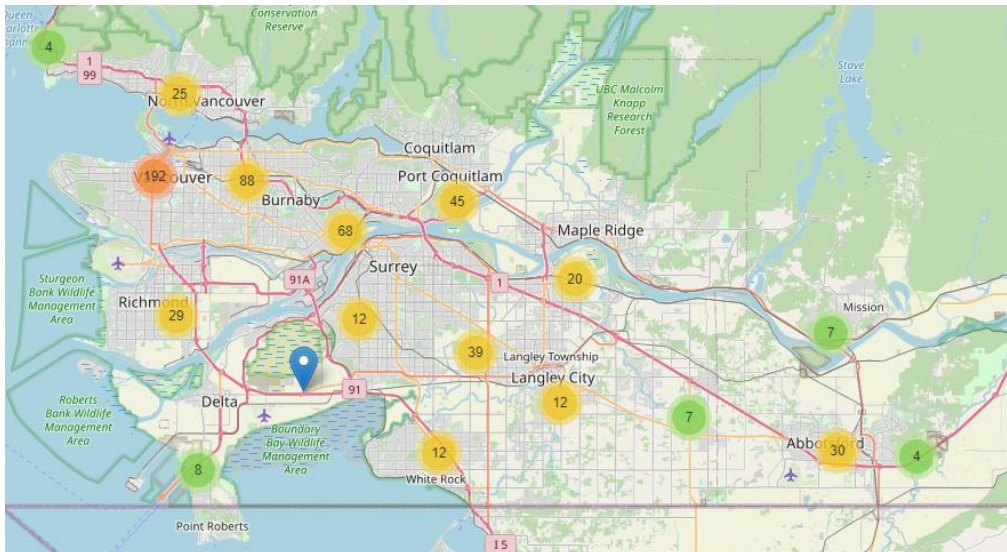 Queen
Charlotte
Channel
Conservation
Reserve
4
1
99
25
North Vancouver
Stave
Lake
UBC Malcolm
Knapp
Research
Forest
Coquitlam
192
Vancouver
88
Burnaby
Port Coquitlam
45
68
Maple Ridge
Sturgeon
Bank Wildlife
Management
Area
91A
Surrey
1
20
Richmond
29
12
Mission
7
39
Langley Township
Langley City
Roberts
Bank Wildlife
Management
Area
Delta
91
12
7
Boundary
Bay Wildlife
Management
Area
8
12
White Rock
Abbotsford
30
4
Point Roberts
I 5